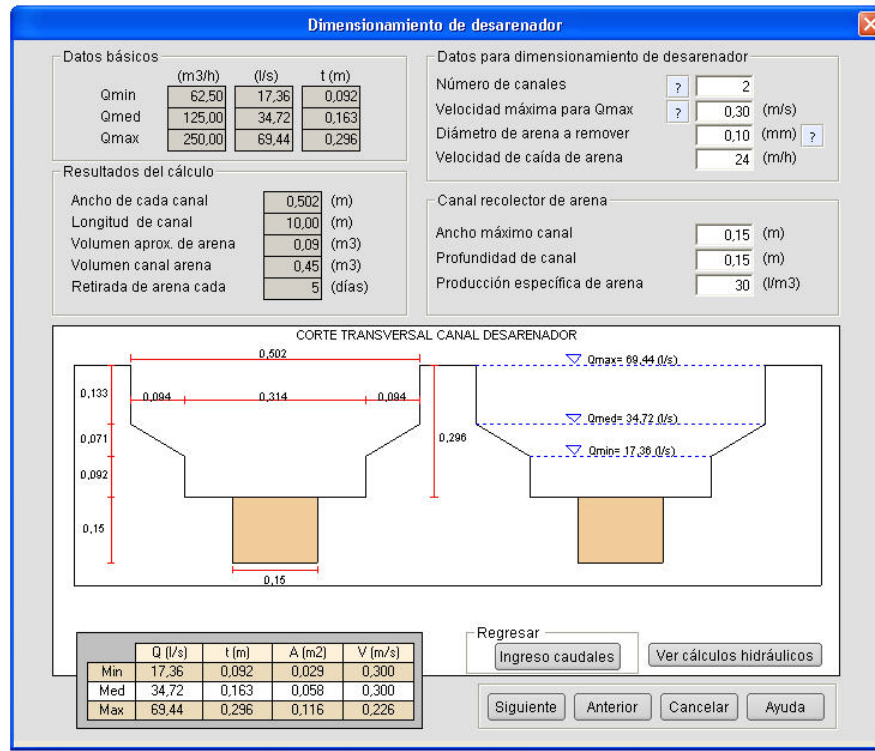 Dimensionamiento de desarenador
Datos básicos
(m3/h) (l/s) t (m)
Qmin 62,50 17,36 0,092
Qmed 125,00 34,72 0,163
Qmax 250,00 69,44 0,296
Resultados del cálculo
Ancho de cada canal 0,502 (m)
Longitud de canal 10,00 (m)
Volumen aprox. de arena 0,09 (m3)
Volumen canal arena 0,45 (m3)
Retirada de arena cada 5 (días)
Datos para dimensionamiento de desarenador
Número de canales ? 2
Velocidad máxima para Qmax ? 0,30 (m/s)
Diámetro de arena a remover 0,10 (mm) ?
Velocidad de caída de arena 24 (m/h)
Canal recolector de arena
Ancho máximo canal 0,15 (m)
Profundidad de canal 0,15 (m)
Producción específica de arena 30 (l/m3)
CORTE TRANSVERSAL CANAL DESARENADOR
0,502
Qmax= 69,44 (l/s)
0,133 0,094 0,314 0,094
Qmed= 34,72 (l/s)
0,071 0,296
Qmin= 17,36 (l/s)
0,092
0,15
0,15
Q (l/s) t (m) A (m2) V (m/s)
Min 17,36 0,092 0,029 0,300
Med 34,72 0,163 0,058 0,300
Max 69,44 0,296 0,116 0,226
Regresar
Ingreso caudales
Ver cálculos hidráulicos
Siguiente Anterior Cancelar Ayuda